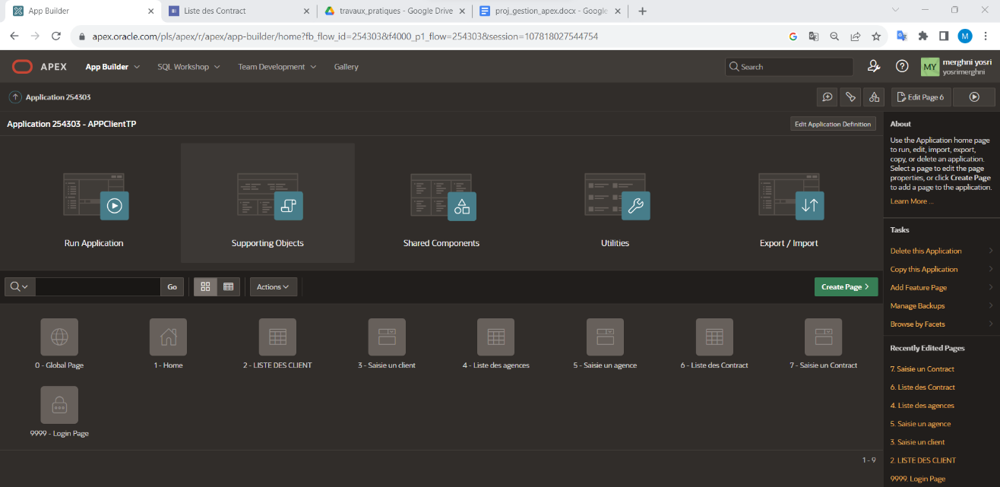 App Builder
Liste des Contract
travaux_pratiques - Google Drive
proj_gestion_apex.docx - Google
apex.oracle.com/pls/apex/r/apex/app-builder/home?fb_flow_id=254303&f4000_p1_flow=254303&session=107818027544754
M
APEX
App Builder
SQL Workshop
Team Development
Gallery
Search
MY
merghni yosri
yosrimerghni
Application 254303
Edit Page 6
Application 254303 - APPClientTP
Edit Application Definition
Run Application
Supporting Objects
Shared Components
Utilities
Export / Import
Go
Actions
Create Page
0 - Global Page
1 - Home
2 - LISTE DES CLIENT
3 - Saisie un client
4 - Liste des agences
5 - Saisie un agence
6 - Liste des Contract
7 - Saisie un Contract
9999 - Login Page
1 - 9
About
Use the Application home page
to run, edit, import, export,
copy, or delete an application.
Select a page to edit the page
properties, or click Create Page
to add a page to the application.
Learn More ...
Tasks
Delete this Application
Copy this Application
Add Feature Page
Manage Backups
Browse by Facets
Recently Edited Pages
7. Saisie un Contract
6. Liste des Contract
4. Liste des agences
5. Saisie un agence
3. Saisie un client
2. LISTE DES CLIENT
9999. Login Page